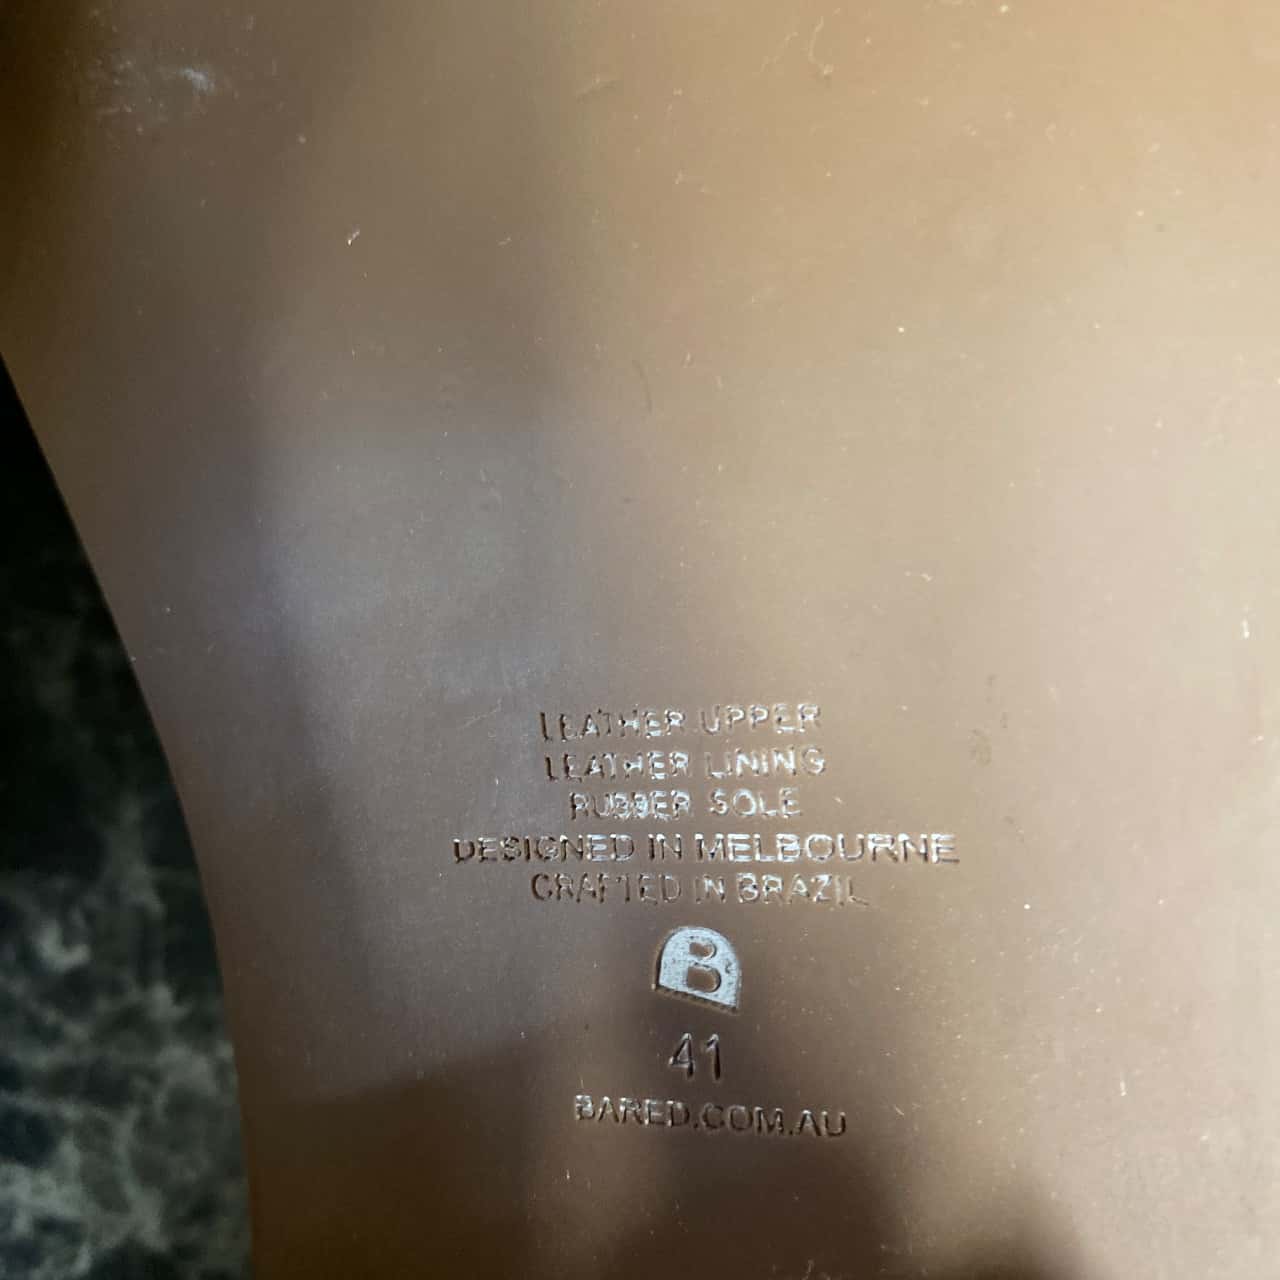 LEATHER UPPER
LEATHER LINING
RUBBER SOLE
DESIGNED IN MELBOURNE
CRAFTED IN BRAZIL
B
41
BARED.COM.AU